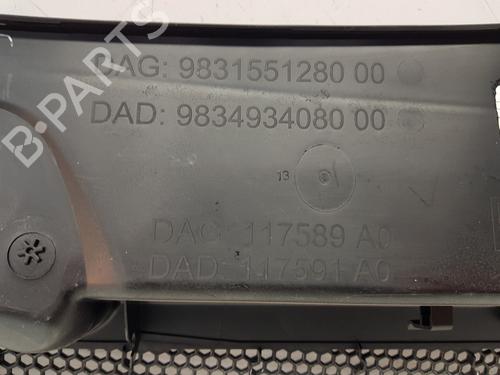 DAG: 9831551280 00
DAD: 9834934080 00
13
DAG: 117589 A0
DAD: 117591 A0
B-PARTS